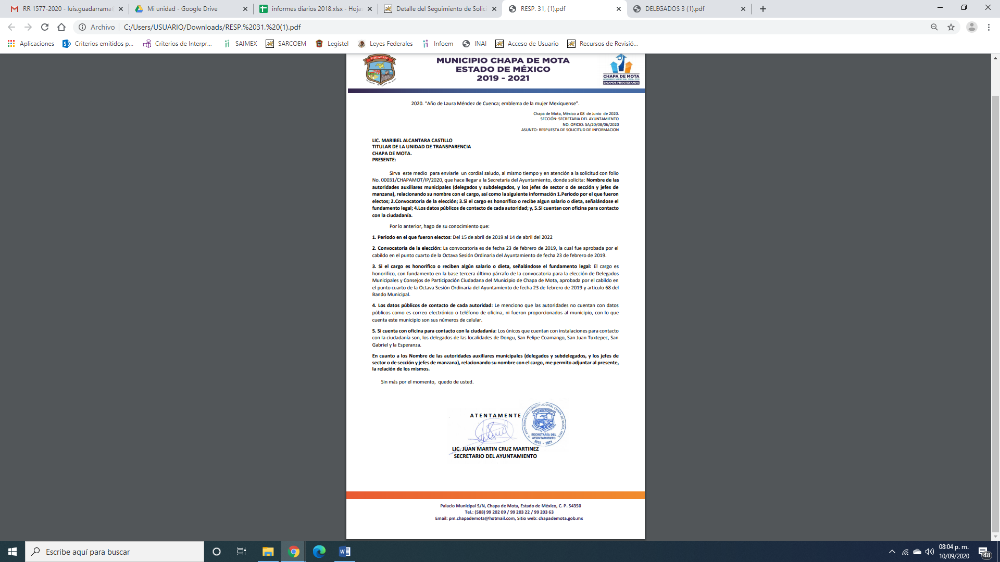 RR 1577-2020 - luis.guadarrama
Mi unidad - Google Drive
informes diarios 2018.xlsx - Hoja
Detalle del Seguimiento de Solici
RESP. 31, (1).pdf
DELEGADOS 3 (1).pdf
Archivo | C:/Users/USUARIO/Downloads/RESP.%2031,%20(1).pdf
Aplicaciones
Criterios emitidos p...
Criterios de Interpr...
SAIMEX
SARCOEM
Legistel
Leyes Federales
Infoem
INAI
Acceso de Usuario
Recursos de Revisió...
CHIAPAN
MUNICIPIO CHAPA DE MOTA
ESTADO DE MÉXICO
2019 - 2021
CHAPA DE MOTA
GOBIERNO MUNICIPAL 2019 - 2021
SIGAMOS PROGRESANDO
2020. “Año de Laura Méndez de Cuenca; emblema de la mujer Mexiquense”.
Chapa de Mota, México a 08 de Junio de 2020.
SECCIÓN: SECRETARIA DEL AYUNTAMIENTO
NO. OFICIO: SA/20/08/06/2020
ASUNTO: RESPUESTA DE SOLICITUD DE INFORMACION
LIC. MARIBEL ALCANTARA CASTILLO
TITULAR DE LA UNIDAD DE TRANSPARENCIA
CHAPA DE MOTA.
PRESENTE:
Sirva este medio para enviarle un cordial saludo, al mismo tiempo y en atención a la solicitud con folio
No. 00031/CHAPAMOT/IP/2020, que hace llegar a la Secretaría del Ayuntamiento, donde solicita: Nombre de las
autoridades auxiliares municipales (delegados y subdelegados, y los jefes de sector o de sección y jefes de
manzana), relacionando su nombre con el cargo, así como la siguiente información 1.Periodo por el que fueron
electos; 2.Convocatoria de la elección; 3.Si el cargo es honorífico o recibe algun salario o dieta, señalándose el
fundamento legal; 4.Los datos públicos de contacto de cada autoridad; y, 5.Si cuentan con oficina para contacto
con la ciudadanía.
Por lo anterior, hago de su conocimiento que:
1. Periodo en el que fueron electos: Del 15 de abril de 2019 al 14 de abril del 2022
2. Convocatoria de la elección: La convocatoria es de fecha 23 de febrero de 2019, la cual fue aprobada por el
cabildo en el punto cuarto de la Octava Sesión Ordinaria del Ayuntamiento de fecha 23 de febrero de 2019.
3. Si el cargo es honorifico o reciben algún salario o dieta, señalándose el fundamento legal: El cargo es
honorifico, con fundamento en la base tercera último párrafo de la convocatoria para la elección de Delegados
Municipales y Consejos de Participación Ciudadana del Municipio de Chapa de Mota, aprobada por el cabildo en
el punto cuarto de la Octava Sesión Ordinaria del Ayuntamiento de fecha 23 de febrero de 2019 y articulo 68 del
Bando Municipal.
4. Los datos públicos de contacto de cada autoridad: Le menciono que las autoridades no cuentan con datos
públicos como es correo electrónico o teléfono de oficina, ni fueron proporcionados al municipio, con lo que
cuenta este municipio son sus números de celular.
5. Si cuenta con oficina para contacto con la ciudadanía: Los únicos que cuentan con instalaciones para contacto
con la ciudadanía son, los delegados de las localidades de Dongu, San Felipe Coamango, San Juan Tuxtepec, San
Gabriel y la Esperanza.
En cuanto a los Nombre de las autoridades auxiliares municipales (delegados y subdelegados, y los jefes de
sector o de sección y jefes de manzana), relacionando su nombre con el cargo, me permito adjuntar al presente,
la relación de los mismos.
Sin más por el momento, quedo de usted.
A T E N T A M E N T E
H. AYUNTAMIENTO CONSTITUCIONAL CHAPA DE MOTA, MEX.
SECRETARÍA DEL
AYUNTAMIENTO
2019 - 2021
LIC. JUAN MARTIN CRUZ MARTINEZ
SECRETARIO DEL AYUNTAMIENTO
Palacio Municipal S/N, Chapa de Mota, Estado de México, C. P. 54350
Tel.: (588) 99 202 09 / 99 203 22 / 99 203 63
Email: pm.chapademota@hotmail.com, Sitio web: chapademota.gob.mx
Escribe aquí para buscar
08:04 p. m.
10/09/2020
48